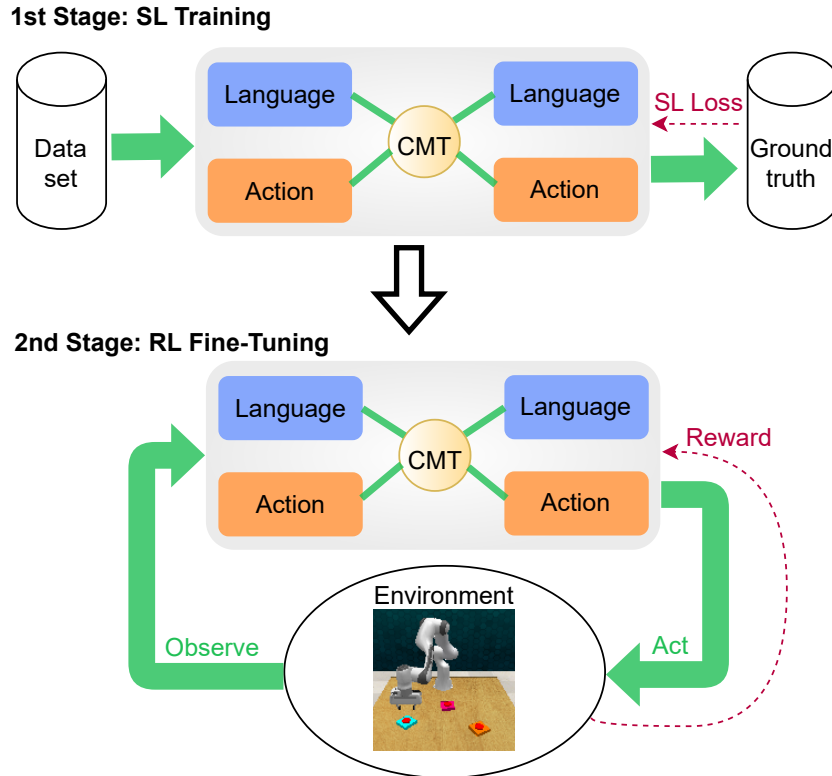 1st Stage: SL Training
Data
set
Language
Action
CMT
Language
Action
SL Loss
Ground
truth
2nd Stage: RL Fine-Tuning
Language
Action
CMT
Language
Action
Reward
Environment
Observe
Act